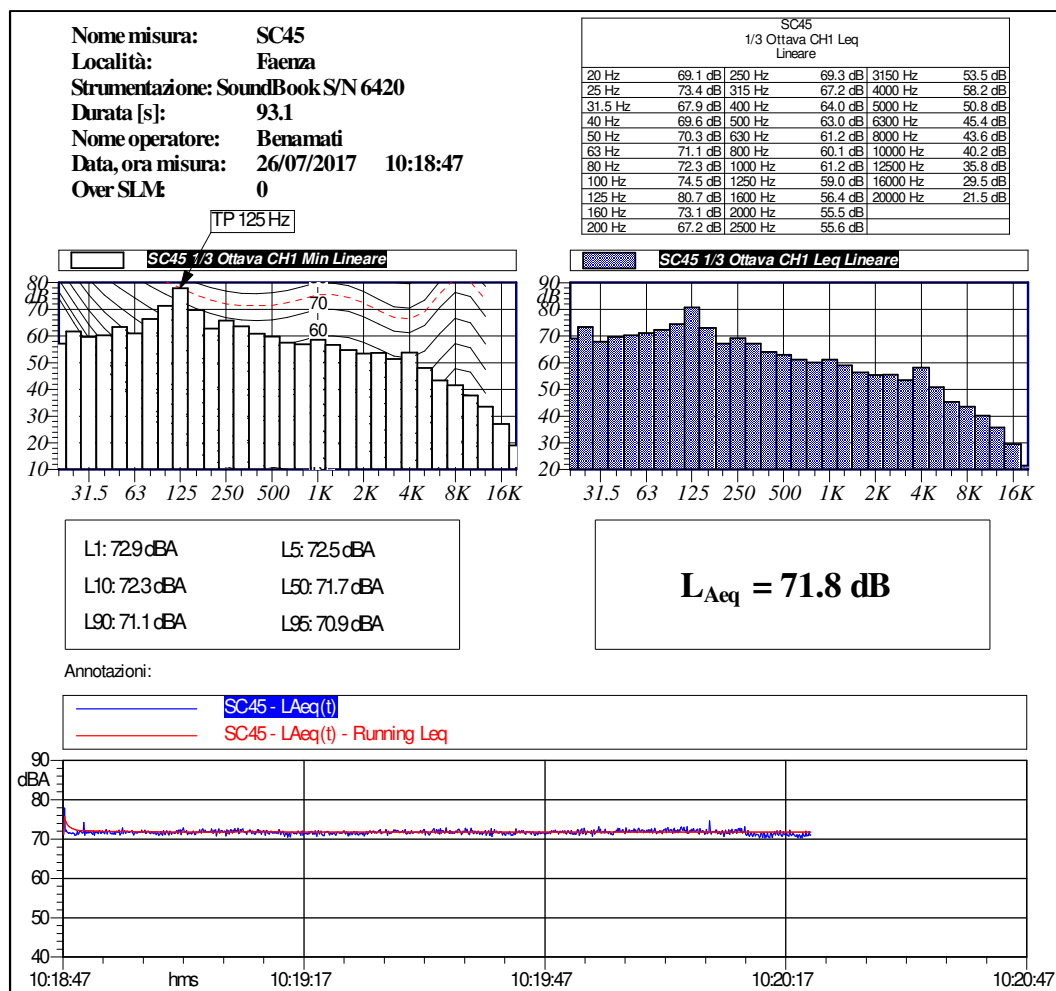 Nome misura: SC45
Località: Faenza
Strumentazione: SoundBook S/N 6420
Durata [s]: 93.1
Nome operatore: Benamati
Data, ora misura: 26/07/2017 10:18:47
Over SLM: 0
SC45
1/3 Ottava CH1 Leq
Lineare
20 Hz 69.1 dB 250 Hz 69.3 dB 3150 Hz 53.5 dB
25 Hz 73.4 dB 315 Hz 67.2 dB 4000 Hz 58.2 dB
31.5 Hz 67.9 dB 400 Hz 64.0 dB 5000 Hz 50.8 dB
40 Hz 69.6 dB 500 Hz 63.0 dB 6300 Hz 45.4 dB
50 Hz 70.3 dB 630 Hz 61.2 dB 8000 Hz 43.6 dB
63 Hz 71.1 dB 800 Hz 60.1 dB 10000 Hz 40.2 dB
80 Hz 72.3 dB 1000 Hz 61.2 dB 12500 Hz 35.8 dB
100 Hz 74.5 dB 1250 Hz 59.0 dB 16000 Hz 29.5 dB
125 Hz 80.7 dB 1600 Hz 56.4 dB 20000 Hz 21.5 dB
160 Hz 73.1 dB 2000 Hz 55.5 dB
200 Hz 67.2 dB 2500 Hz 55.6 dB
TP 125 Hz
SC45 1/3 Ottava CH1 Min Lineare
80
dB
70
60
50
40
30
20
10
70
60
31.5 63 125 250 500 1K 2K 4K 8K 16K
SC45 1/3 Ottava CH1 Leq Lineare
90
dB
80
70
60
50
40
30
20
31.5 63 125 250 500 1K 2K 4K 8K 16K
L1: 72.9 dBA L5: 72.5 dBA
L10: 72.3 dBA L50: 71.7 dBA
L90: 71.1 dBA L95: 70.9 dBA
LAeq = 71.8 dB
Annotazioni:
SC45 - LAeq(t)
SC45 - LAeq(t) - Running Leq
90
dBA
80
70
60
50
40
10:18:47 hms 10:19:17 10:19:47 10:20:17 10:20:47